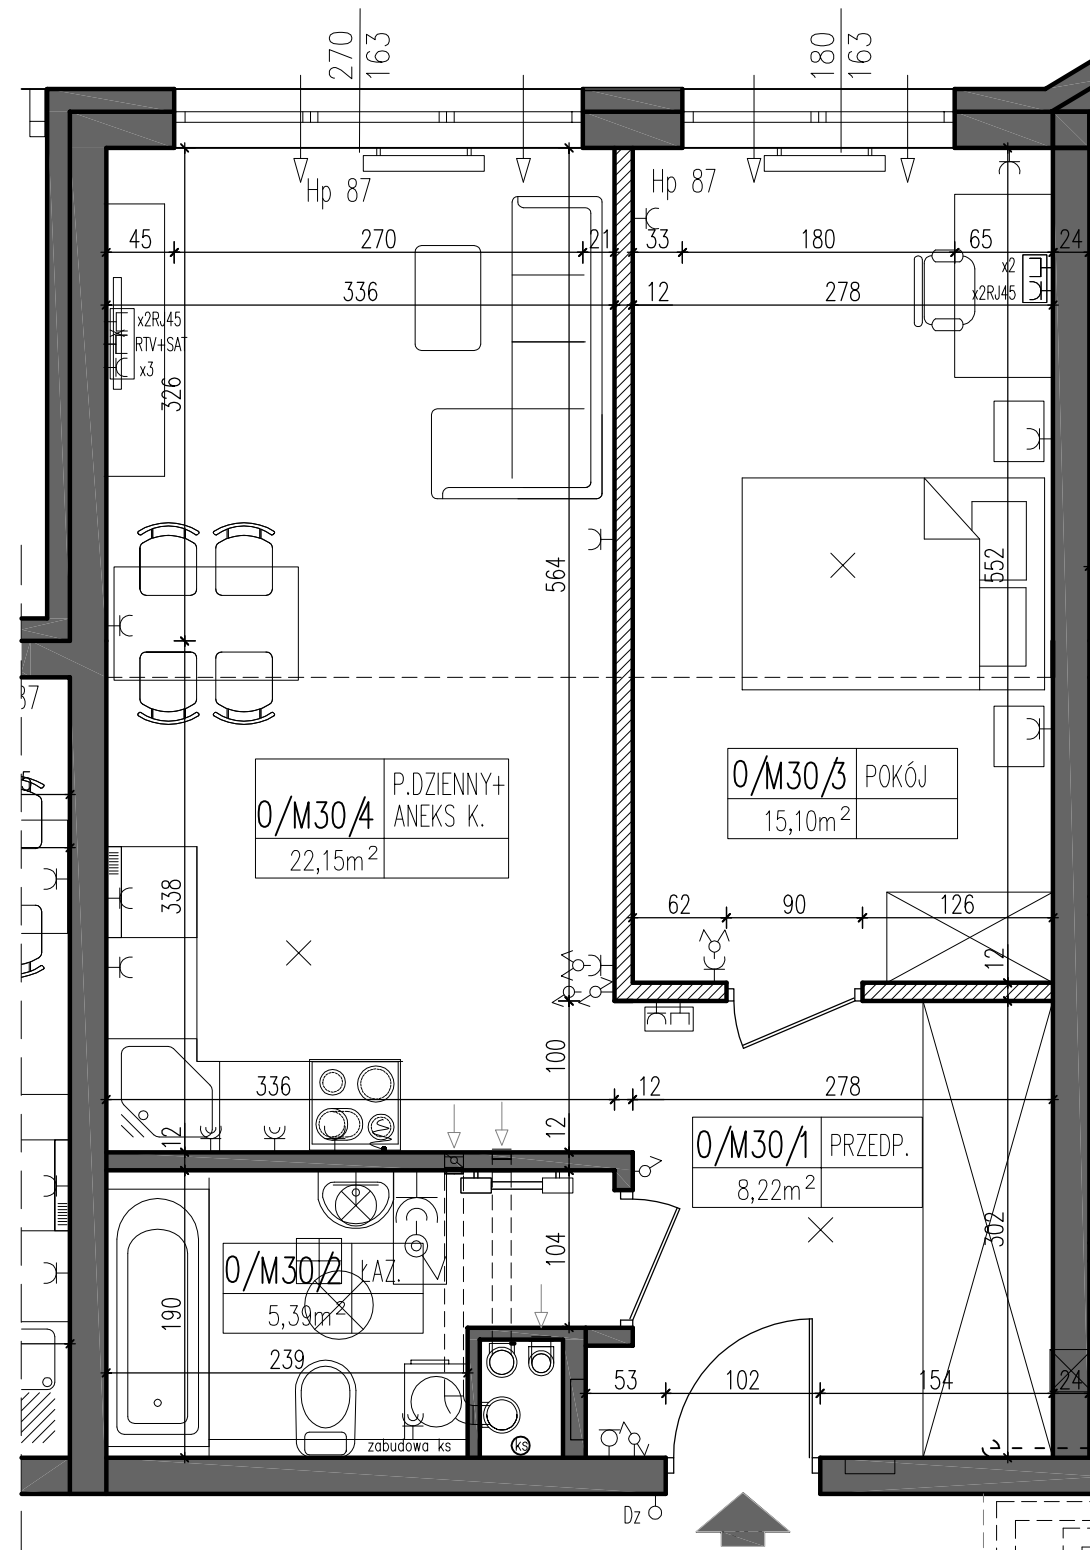 270
163
180
163
Hp 87
Hp 87
45
270
21
33
180
65
24
x2
336
12
278
x2RJ45
x2RJ45
RTV+SAT
x3
326
564
552
37
0/M30/4
P.DZIENNY+
ANEKS K.
22,15m²
0/M30/3
POKÓJ
15,10m²
338
62
90
126
12
100
336
12
278
12
12
0/M30/1
PRZEDP.
8,22m²
302
104
0/M30/2
ŁAZ.
5,39m²
190
239
53
102
154
24
zabudowa ks
ks
Dz